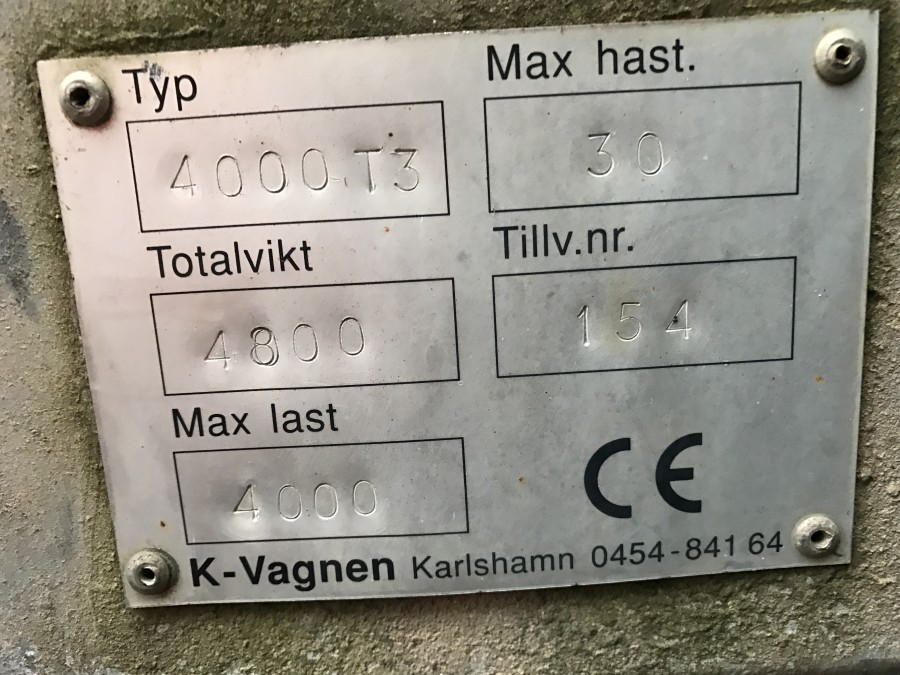 Typ
4000 T3
Max hast.
30
Totalvikt
4800
Tillv.nr.
154
Max last
4000
CE
K-Vagnen Karlshamn 0454-841 64